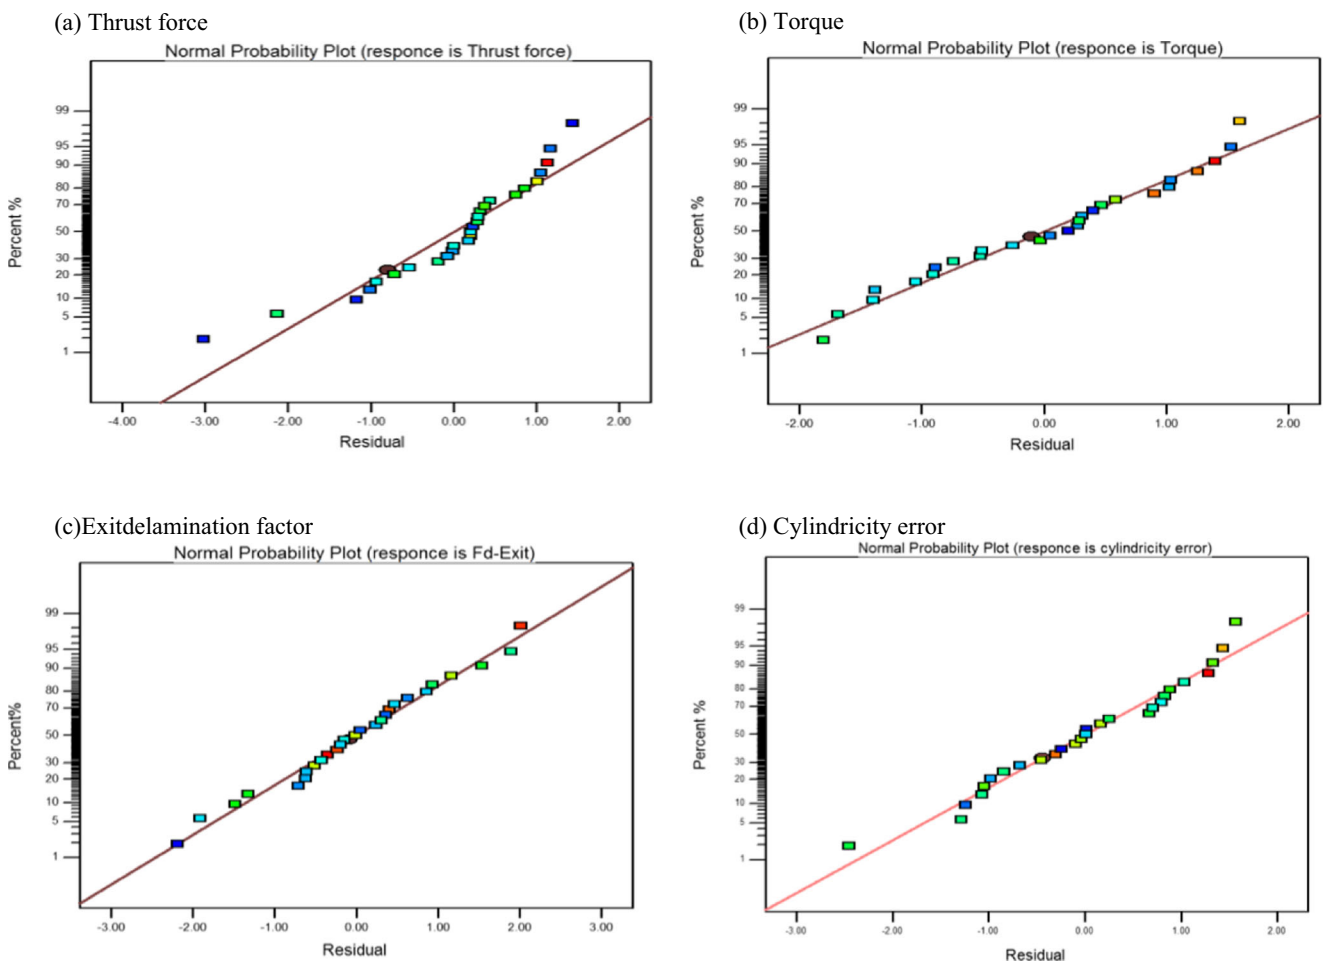 (a) Thrust force
Normal Probability Plot (responce is Thrust force)
99
95
90
80
70
50
30
20
10
5
1
Percent %
-4.00 -3.00 -2.00 -1.00 0.00 1.00 2.00
Residual
(b) Torque
Normal Probability Plot (responce is Torque)
99
95
90
80
70
50
30
20
10
5
1
Percent %
-2.00 -1.00 0.00 1.00 2.00
Residual
(c)Exitdelamination factor
Normal Probability Plot (responce is Fd-Exit)
99
95
90
80
70
50
30
20
10
5
1
Percent%
-3.00 -2.00 -1.00 0.00 1.00 2.00 3.00
Residual
(d) Cylindricity error
Normal Probability Plot (responce is cylindricity error)
99
95
90
80
70
50
30
20
10
5
1
Percent %
-3.00 -2.00 -1.00 0.00 1.00 2.00
Residual